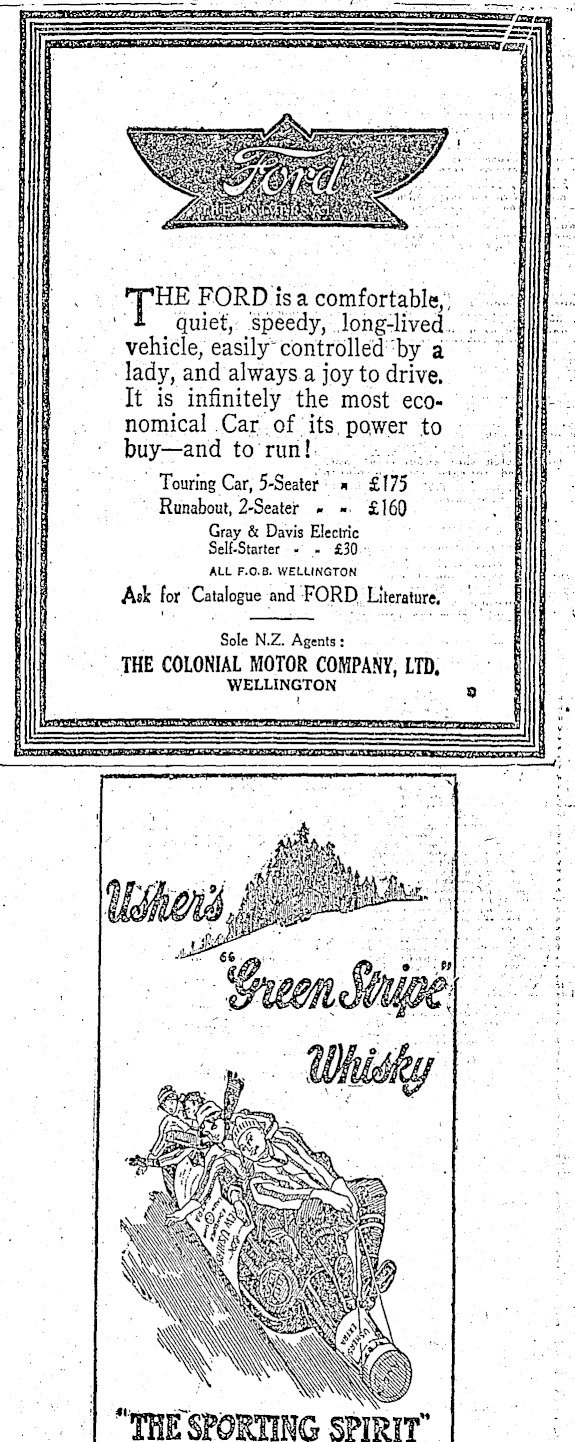 Ford
THE UNIVERSAL CAR
THE FORD is a comfortable,
quiet, speedy, long-lived
vehicle, easily controlled by a
lady, and always a joy to drive.
It is infinitely the most eco-
nomical Car of its power to
buy—and to run!
Touring Car, 5-Seater - £175
Runabout, 2-Seater - - £160
Gray & Davis Electric
Self-Starter - - £30
ALL F.O.B. WELLINGTON
Ask for Catalogue and FORD Literature.
Sole N.Z. Agents:
THE COLONIAL MOTOR COMPANY, LTD.
WELLINGTON
Usher's
"Green Stripe"
Whisky
"THE SPORTING SPIRIT"